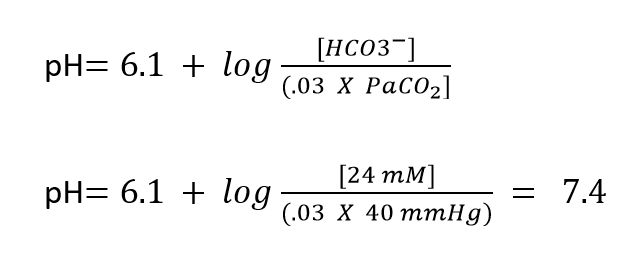 pH= 6.1 + log [HCO3⁻] / (.03 X PaCO₂]
pH= 6.1 + log [24 mM] / (.03 X 40 mmHg) = 7.4